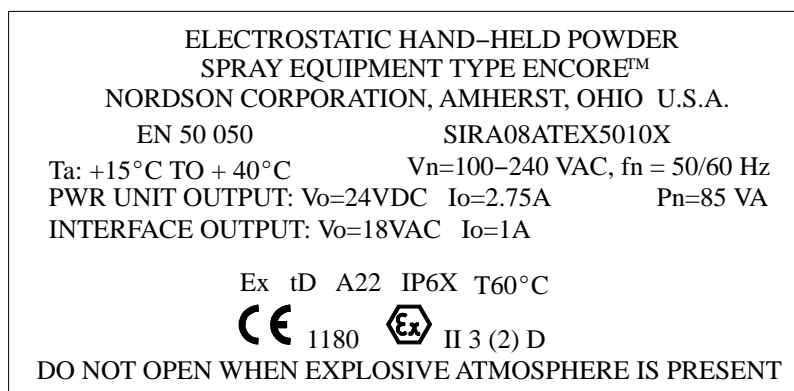 ELECTROSTATIC HAND–HELD POWDER
SPRAY EQUIPMENT TYPE ENCORE™
NORDSON CORPORATION, AMHERST, OHIO U.S.A.
EN 50 050 SIRA08ATEX5010X
Ta: +15°C TO + 40°C Vn=100–240 VAC, fn = 50/60 Hz
PWR UNIT OUTPUT: Vo=24VDC Io=2.75A Pn=85 VA
INTERFACE OUTPUT: Vo=18VAC Io=1A
Ex tD A22 IP6X T60°C
CE 1180 Ex II 3 (2) D
DO NOT OPEN WHEN EXPLOSIVE ATMOSPHERE IS PRESENT